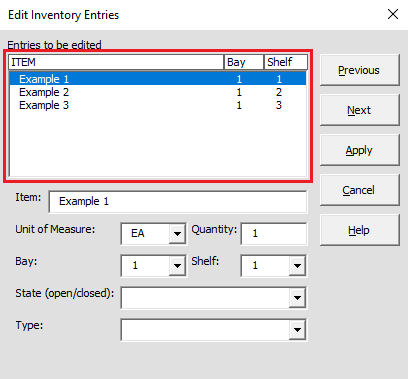 Edit Inventory Entries
Entries to be edited
ITEM Bay Shelf
Example 1 1 1
Example 2 1 2
Example 3 1 3
Previous
Next
Apply
Cancel
Help
Item: Example 1
Unit of Measure: EA Quantity: 1
Bay: 1 Shelf: 1
State (open/closed):
Type: